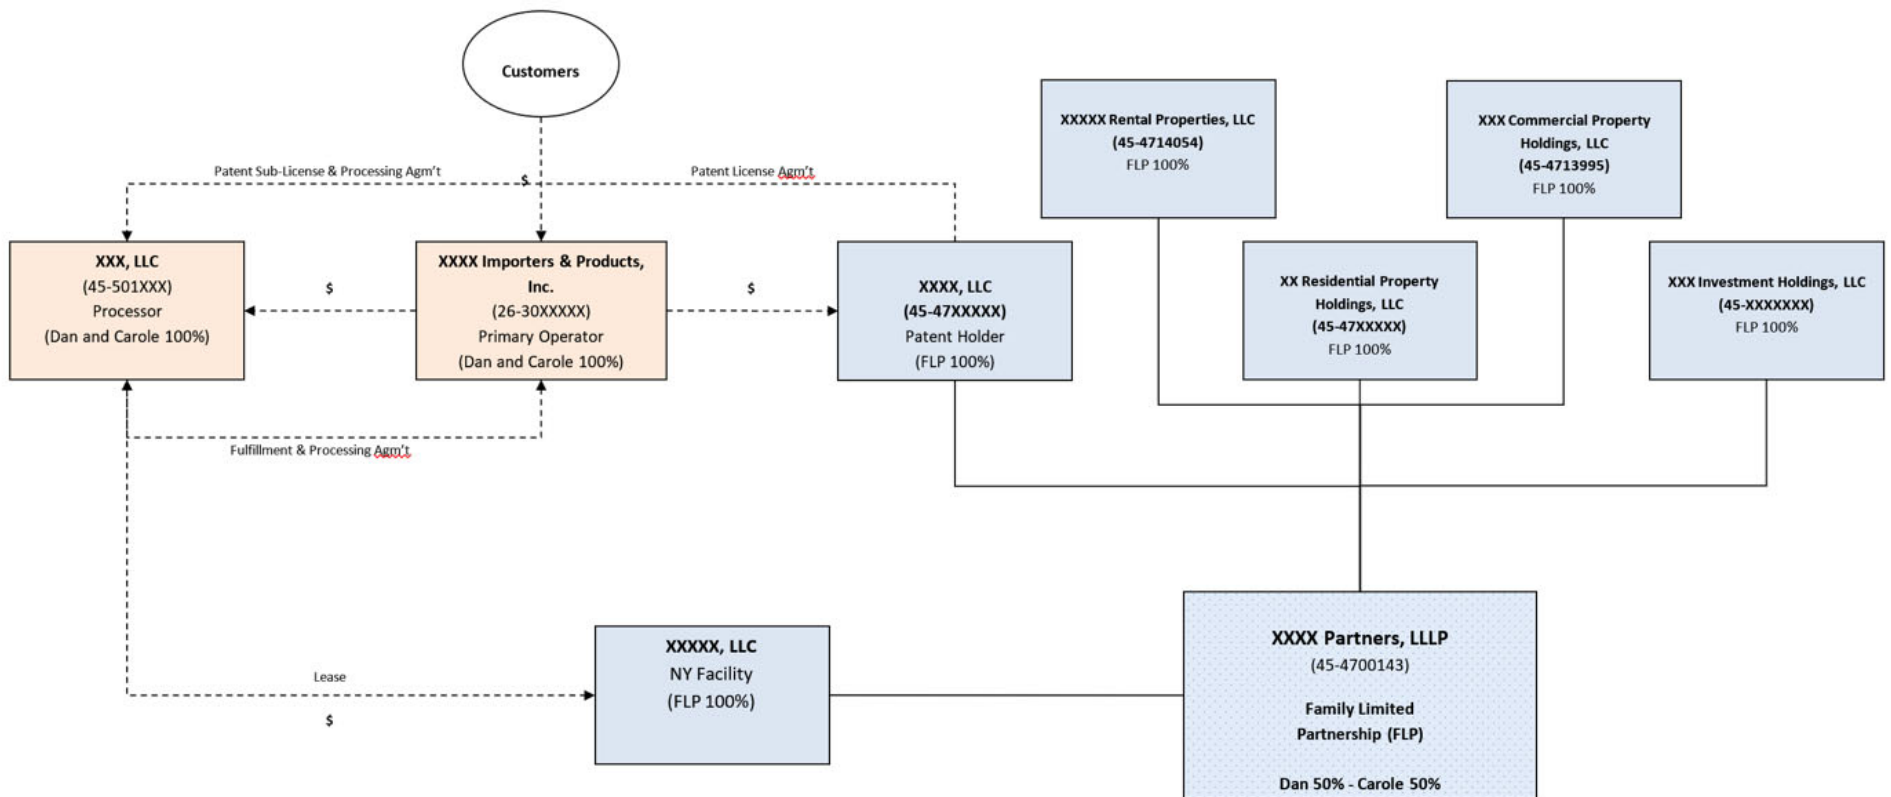 Customers
Patent Sub-License & Processing Agm't
$
Patent License Agm't
XXX, LLC
(45-501XXX)
Processor
(Dan and Carole 100%)
$
XXXX Importers & Products,
Inc.
(26-30XXXXX)
Primary Operator
(Dan and Carole 100%)
$
XXXX, LLC
(45-47XXXXX)
Patent Holder
(FLP 100%)
XXXXX Rental Properties, LLC
(45-4714054)
FLP 100%
XX Residential Property
Holdings, LLC
(45-47XXXXX)
FLP 100%
XXX Commercial Property
Holdings, LLC
(45-4713995)
FLP 100%
XXX Investment Holdings, LLC
(45-XXXXXXX)
FLP 100%
Fulfillment & Processing Agm't
Lease
$
XXXXX, LLC
NY Facility
(FLP 100%)
XXXX Partners, LLLP
(45-4700143)
Family Limited
Partnership (FLP)
Dan 50% - Carole 50%